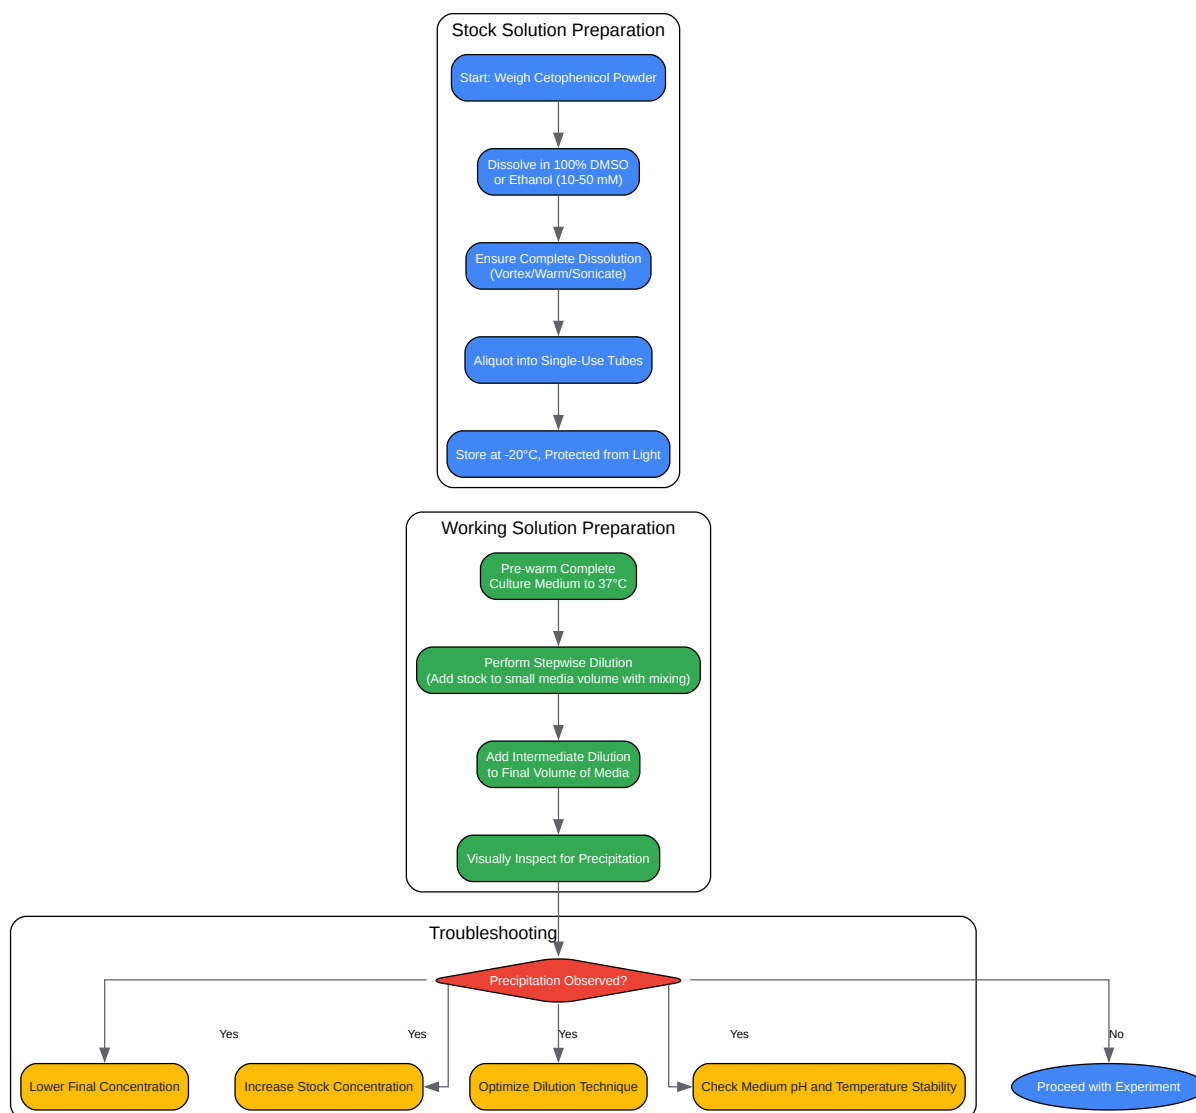 Stock Solution Preparation
Start: Weigh Cetophenicol Powder
Dissolve in 100% DMSO
or Ethanol (10-50 mM)
Ensure Complete Dissolution
(Vortex/Warm/Sonicate)
Aliquot into Single-Use Tubes
Store at -20°C, Protected from Light
Working Solution Preparation
Pre-warm Complete
Culture Medium to 37°C
Perform Stepwise Dilution
(Add stock to small media volume with mixing)
Add Intermediate Dilution
to Final Volume of Media
Visually Inspect for Precipitation
Troubleshooting
Precipitation Observed?
Yes
Yes
Yes
Yes
No
Lower Final Concentration
Increase Stock Concentration
Optimize Dilution Technique
Check Medium pH and Temperature Stability
Proceed with Experiment